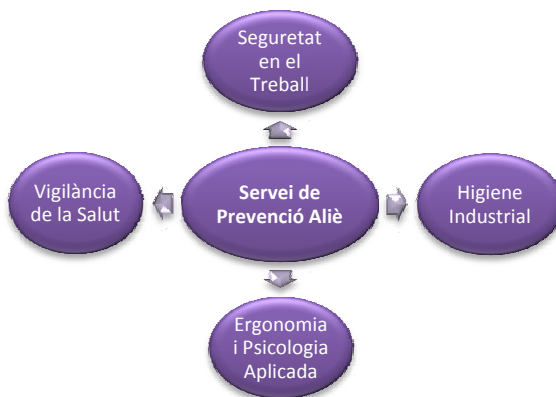 Seguretat
en el
Treball
Vigilància
de la Salut
Servei de
Prevenció Aliè
Higiene
Industrial
Ergonomia
i Psicologia
Aplicada